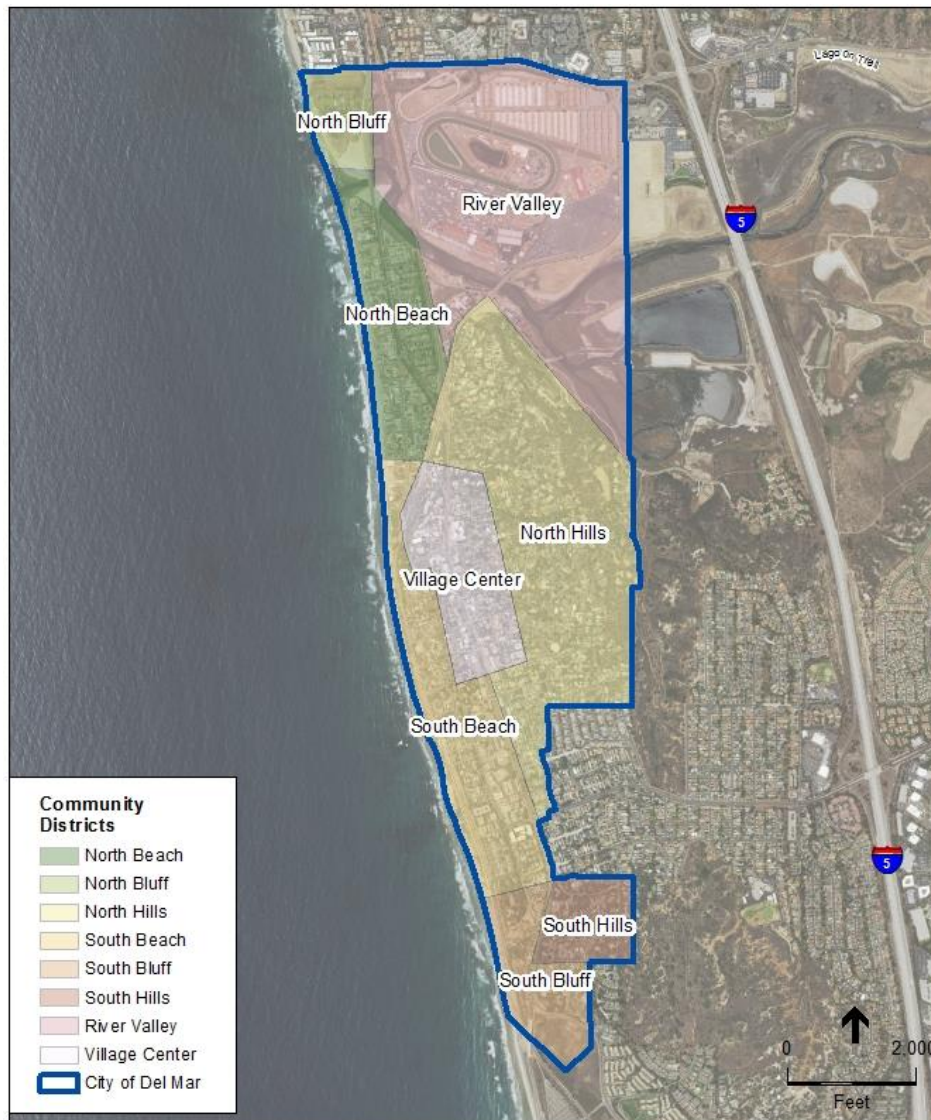 Lagoon Trail
North Bluff
River Valley
5
North Beach
North Hills
Village Center
South Beach
Community
Districts
North Beach
North Bluff
North Hills
South Beach
South Bluff
South Hills
River Valley
Village Center
City of Del Mar
5
South Hills
South Bluff
0
2,000
Feet